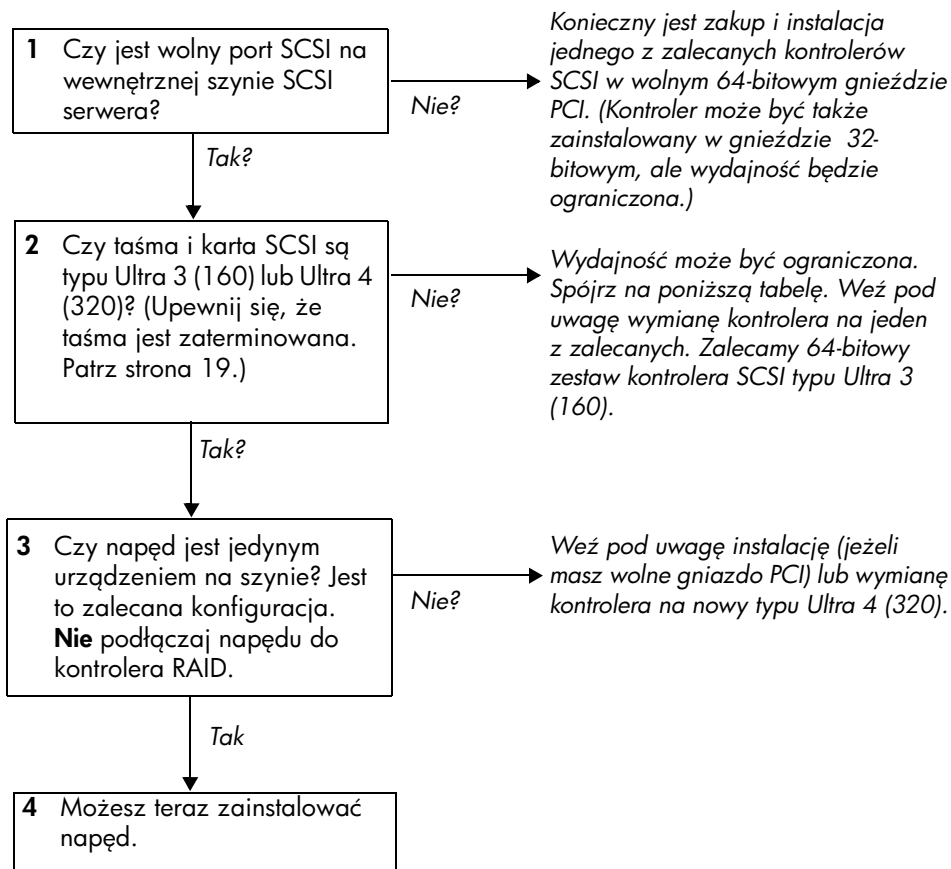 1 Czy jest wolny port SCSI na
wewnętrznej szynie SCSI
serwera?
Nie?
Konieczny jest zakup i instalacja
jednego z zalecanych kontrolerów
SCSI w wolnym 64-bitowym gnieździe
PCI. (Kontroler może być także
zainstalowany w gnieździe 32-
bitowym, ale wydajność będzie
ograniczona.)
Tak?
2 Czy taśma i karta SCSI są
typu Ultra 3 (160) lub Ultra 4
(320)? (Upewnij się, że
taśma jest zaterminowana.
Patrz strona 19.)
Nie?
Wydajność może być ograniczona.
Spójrz na poniższą tabelę. Weź pod
uwagę wymianę kontrolera na jeden
z zalecanych. Zalecamy 64-bitowy
zestaw kontrolera SCSI typu Ultra 3
(160).
Tak?
3 Czy napęd jest jedynym
urządzeniem na szynie? Jest
to zalecana konfiguracja.
Nie podłączaj napędu do
kontrolera RAID.
Nie?
Weź pod uwagę instalację (jeżeli
masz wolne gniazdo PCI) lub wymianę
kontrolera na nowy typu Ultra 4 (320).
Tak
4 Możesz teraz zainstalować
napęd.